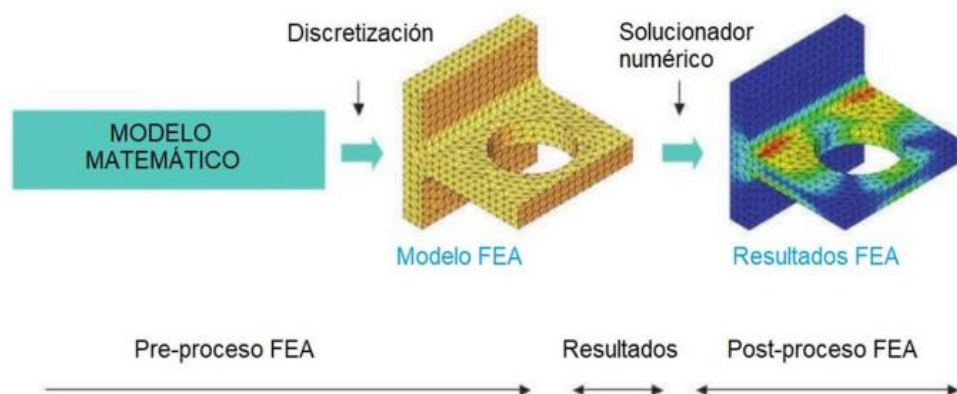 Discretización
Solucionador
numérico
MODELO
MATEMÁTICO
Modelo FEA
Resultados FEA
Pre-proceso FEA
Resultados
Post-proceso FEA